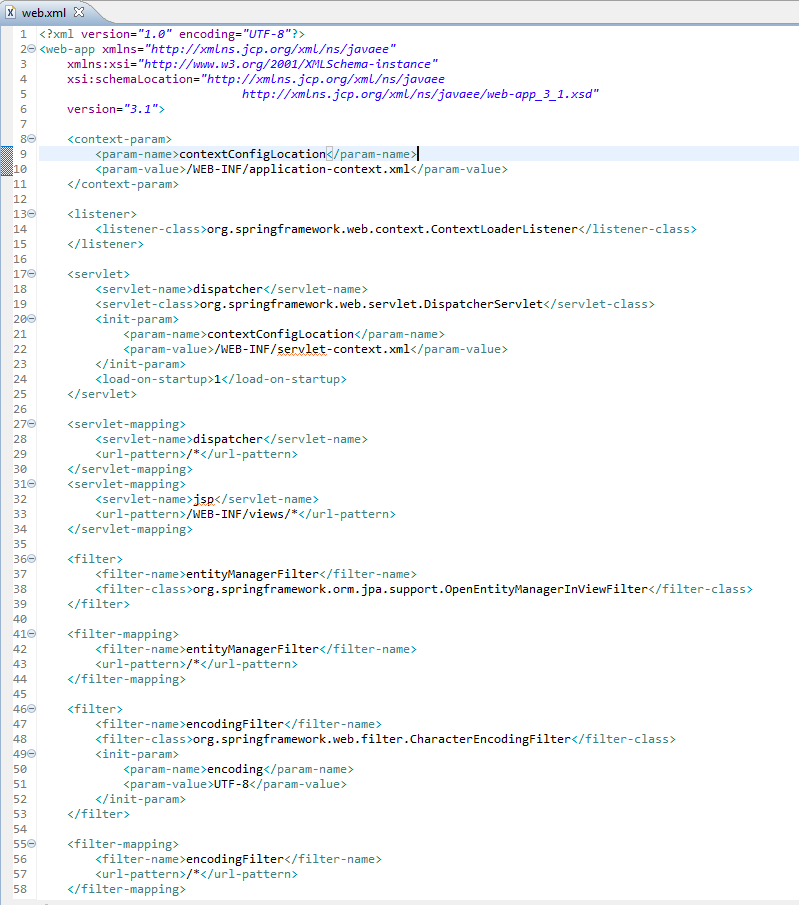 web.xml
1 <?xml version="1.0" encoding="UTF-8"?>
2 <web-app xmlns="http://xmlns.jcp.org/xml/ns/javaee"
3     xmlns:xsi="http://www.w3.org/2001/XMLSchema-instance"
4     xsi:schemaLocation="http://xmlns.jcp.org/xml/ns/javaee
5                              http://xmlns.jcp.org/xml/ns/javaee/web-app_3_1.xsd"
6     version="3.1">
7
8     <context-param>
9         <param-name>contextConfigLocation</param-name>
10         <param-value>/WEB-INF/application-context.xml</param-value>
11     </context-param>
12
13     <listener>
14         <listener-class>org.springframework.web.context.ContextLoaderListener</listener-class>
15     </listener>
16
17     <servlet>
18         <servlet-name>dispatcher</servlet-name>
19         <servlet-class>org.springframework.web.servlet.DispatcherServlet</servlet-class>
20         <init-param>
21             <param-name>contextConfigLocation</param-name>
22             <param-value>/WEB-INF/servlet-context.xml</param-value>
23         </init-param>
24         <load-on-startup>1</load-on-startup>
25     </servlet>
26
27     <servlet-mapping>
28         <servlet-name>dispatcher</servlet-name>
29         <url-pattern>/*</url-pattern>
30     </servlet-mapping>
31     <servlet-mapping>
32         <servlet-name>jsp</servlet-name>
33         <url-pattern>/WEB-INF/views/*</url-pattern>
34     </servlet-mapping>
35
36     <filter>
37         <filter-name>entityManagerFilter</filter-name>
38         <filter-class>org.springframework.orm.jpa.support.OpenEntityManagerInViewFilter</filter-class>
39     </filter>
40
41     <filter-mapping>
42         <filter-name>entityManagerFilter</filter-name>
43         <url-pattern>/*</url-pattern>
44     </filter-mapping>
45
46     <filter>
47         <filter-name>encodingFilter</filter-name>
48         <filter-class>org.springframework.web.filter.CharacterEncodingFilter</filter-class>
49         <init-param>
50             <param-name>encoding</param-name>
51             <param-value>UTF-8</param-value>
52         </init-param>
53     </filter>
54
55     <filter-mapping>
56         <filter-name>encodingFilter</filter-name>
57         <url-pattern>/*</url-pattern>
58     </filter-mapping>